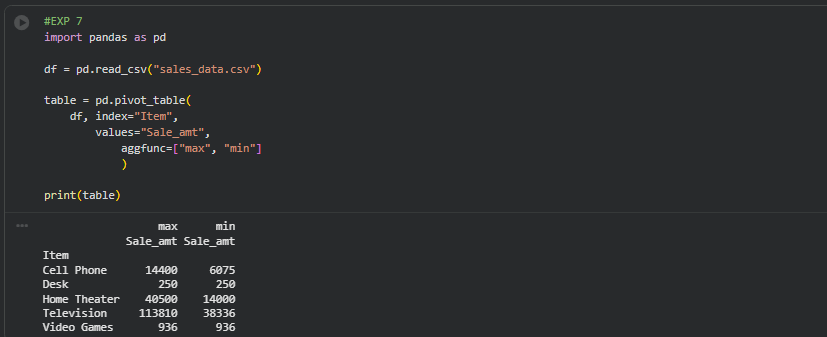 #EXP 7
import pandas as pd
df = pd.read_csv("sales_data.csv")
table = pd.pivot_table(
    df, index="Item",
        values="Sale_amt",
            aggfunc=["max", "min"]
            )
print(table)
                   max      min
             Sale_amt Sale_amt
Item
Cell Phone      14400     6075
Desk              250      250
Home Theater    40500    14000
Television     113810    38336
Video Games       936      936